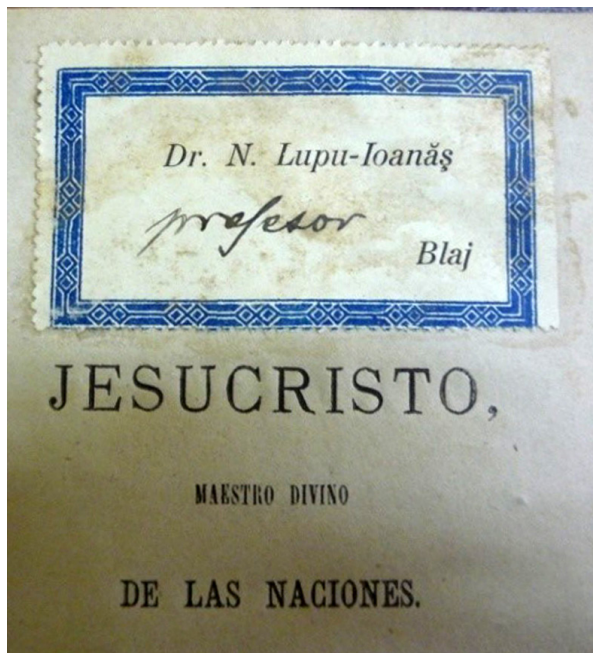 Dr. N. Lupu-Ioanăş
profesor
Blaj
JESUCRISTO,
MAESTRO DIVINO
DE LAS NACIONES.